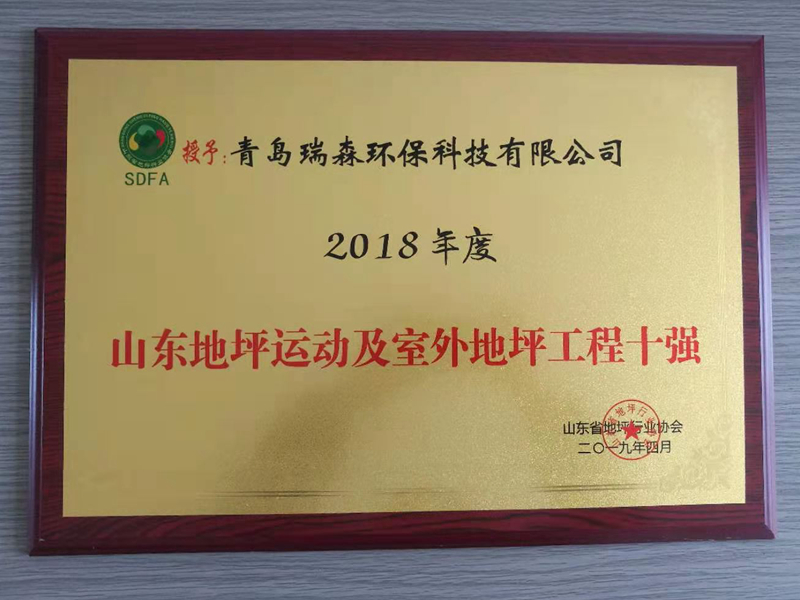 SDFA
授予:青岛瑞森环保科技有限公司
2018年度
山东地坪运动及室外地坪工程十强
山东省地坪行业协会
二〇一九年四月